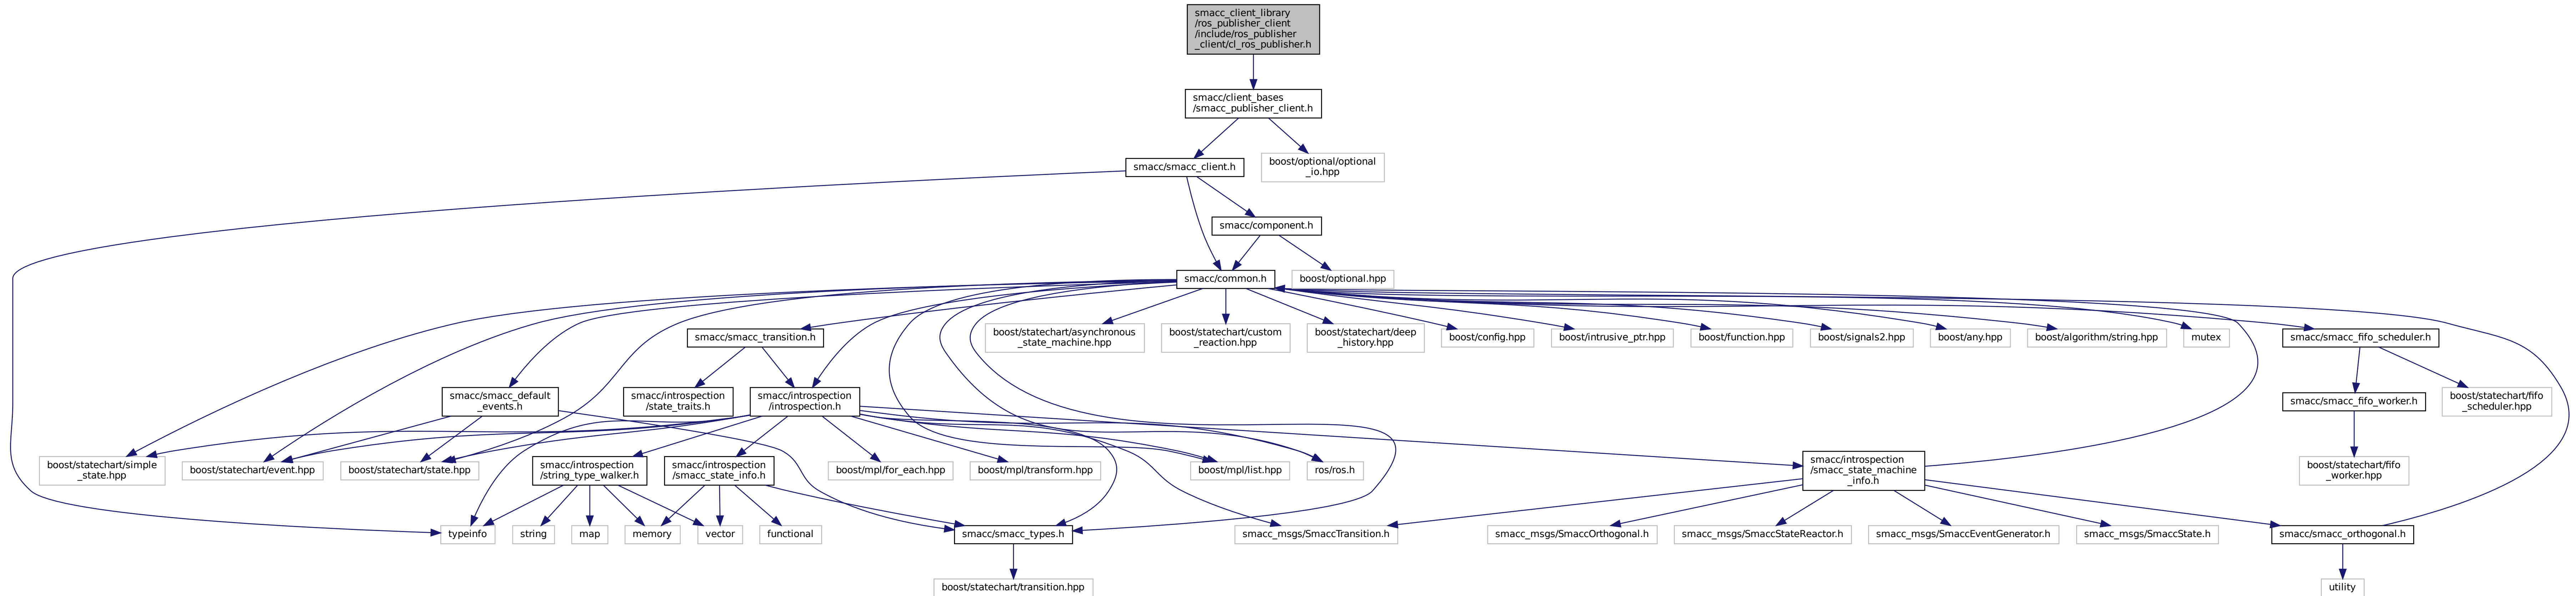 smacc_client_library
/ros_publisher_client
/include/ros_publisher
_client/cl_ros_publisher.h
smacc/client_bases
/smacc_publisher_client.h
smacc/smacc_client.h
boost/optional/optional
_io.hpp
smacc/component.h
smacc/common.h
boost/optional.hpp
smacc/smacc_transition.h
boost/statechart/asynchronous
_state_machine.hpp
boost/statechart/custom
_reaction.hpp
boost/statechart/deep
_history.hpp
boost/config.hpp
boost/intrusive_ptr.hpp
boost/function.hpp
boost/signals2.hpp
boost/any.hpp
boost/algorithm/string.hpp
mutex
smacc/smacc_fifo_scheduler.h
smacc/smacc_default
_events.h
smacc/introspection
/state_traits.h
smacc/introspection
/introspection.h
smacc/smacc_fifo_worker.h
boost/statechart/fifo
_scheduler.hpp
boost/statechart/simple
_state.hpp
boost/statechart/event.hpp
boost/statechart/state.hpp
smacc/introspection
/string_type_walker.h
smacc/introspection
/smacc_state_info.h
boost/mpl/for_each.hpp
boost/mpl/transform.hpp
boost/mpl/list.hpp
ros/ros.h
smacc/introspection
/smacc_state_machine
_info.h
boost/statechart/fifo
_worker.hpp
typeinfo
string
map
memory
vector
functional
smacc/smacc_types.h
smacc_msgs/SmaccTransition.h
smacc_msgs/SmaccOrthogonal.h
smacc_msgs/SmaccStateReactor.h
smacc_msgs/SmaccEventGenerator.h
smacc_msgs/SmaccState.h
smacc/smacc_orthogonal.h
boost/statechart/transition.hpp
utility